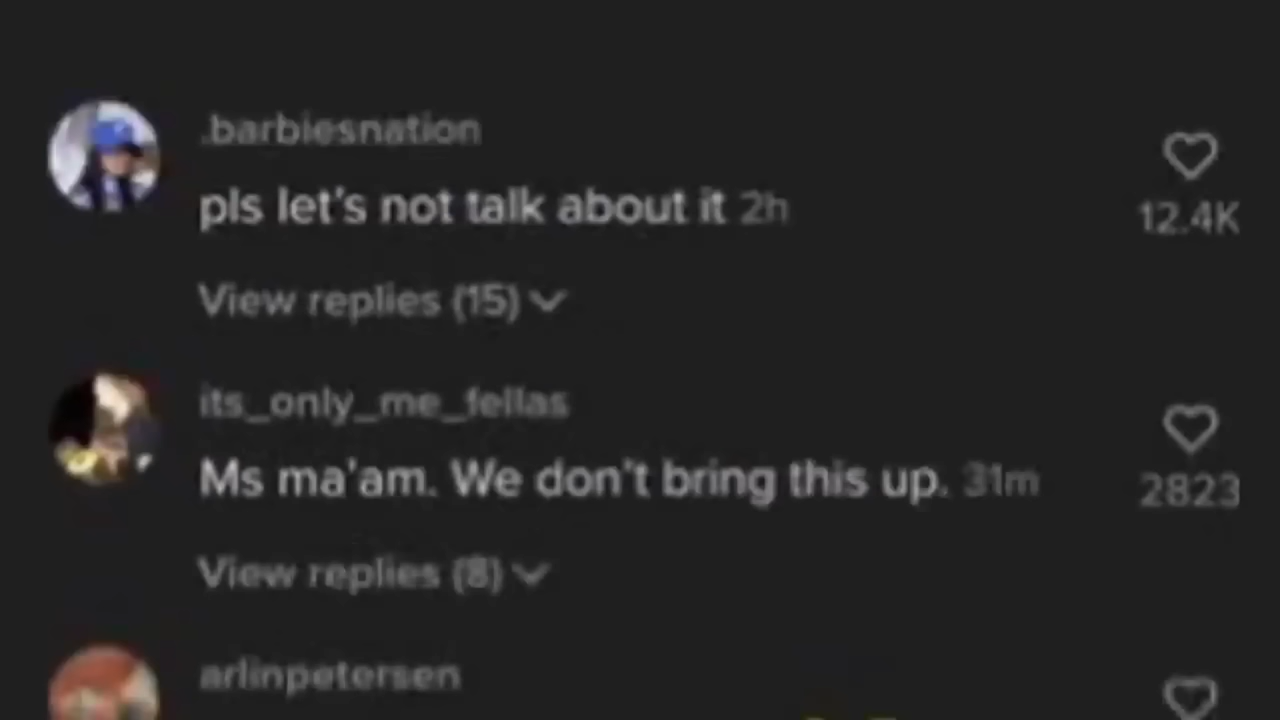 .barbiesnation
pls let's not talk about it 2h
12.4K
View replies (15)
its_only_me_fellas
Ms ma'am. We don't bring this up. 31m
2823
View replies (8)
arlinpetersen